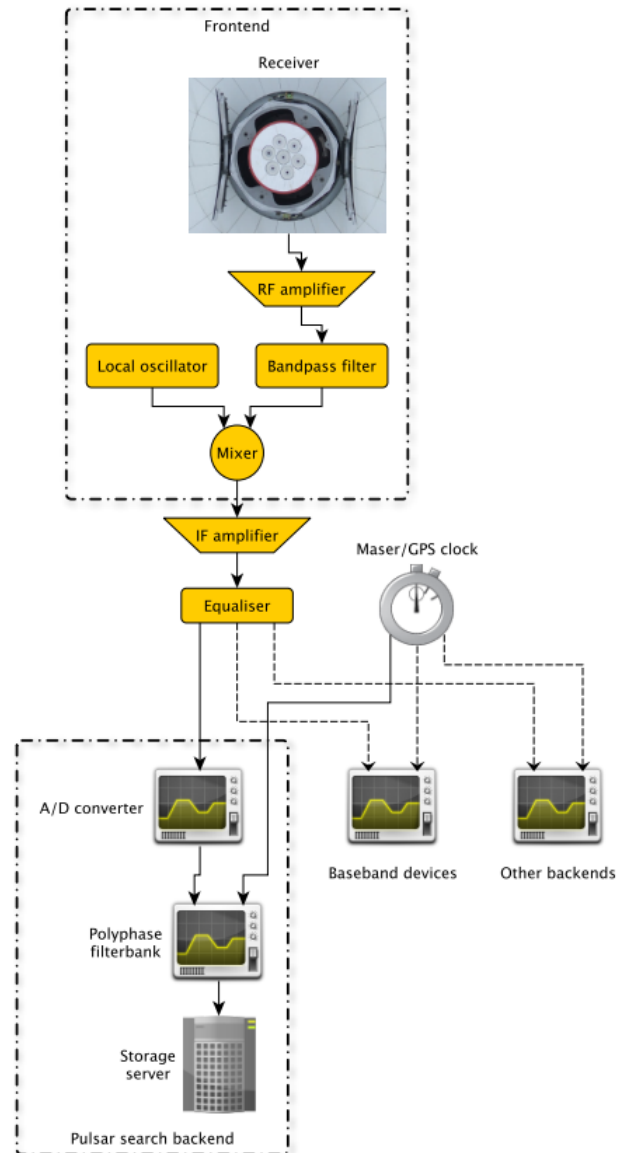 Frontend
Receiver
RF amplifier
Local oscillator
Bandpass filter
Mixer
IF amplifier
Maser/GPS clock
Equaliser
A/D converter
Baseband devices
Other backends
Polyphase
filterbank
Storage
server
Pulsar search backend